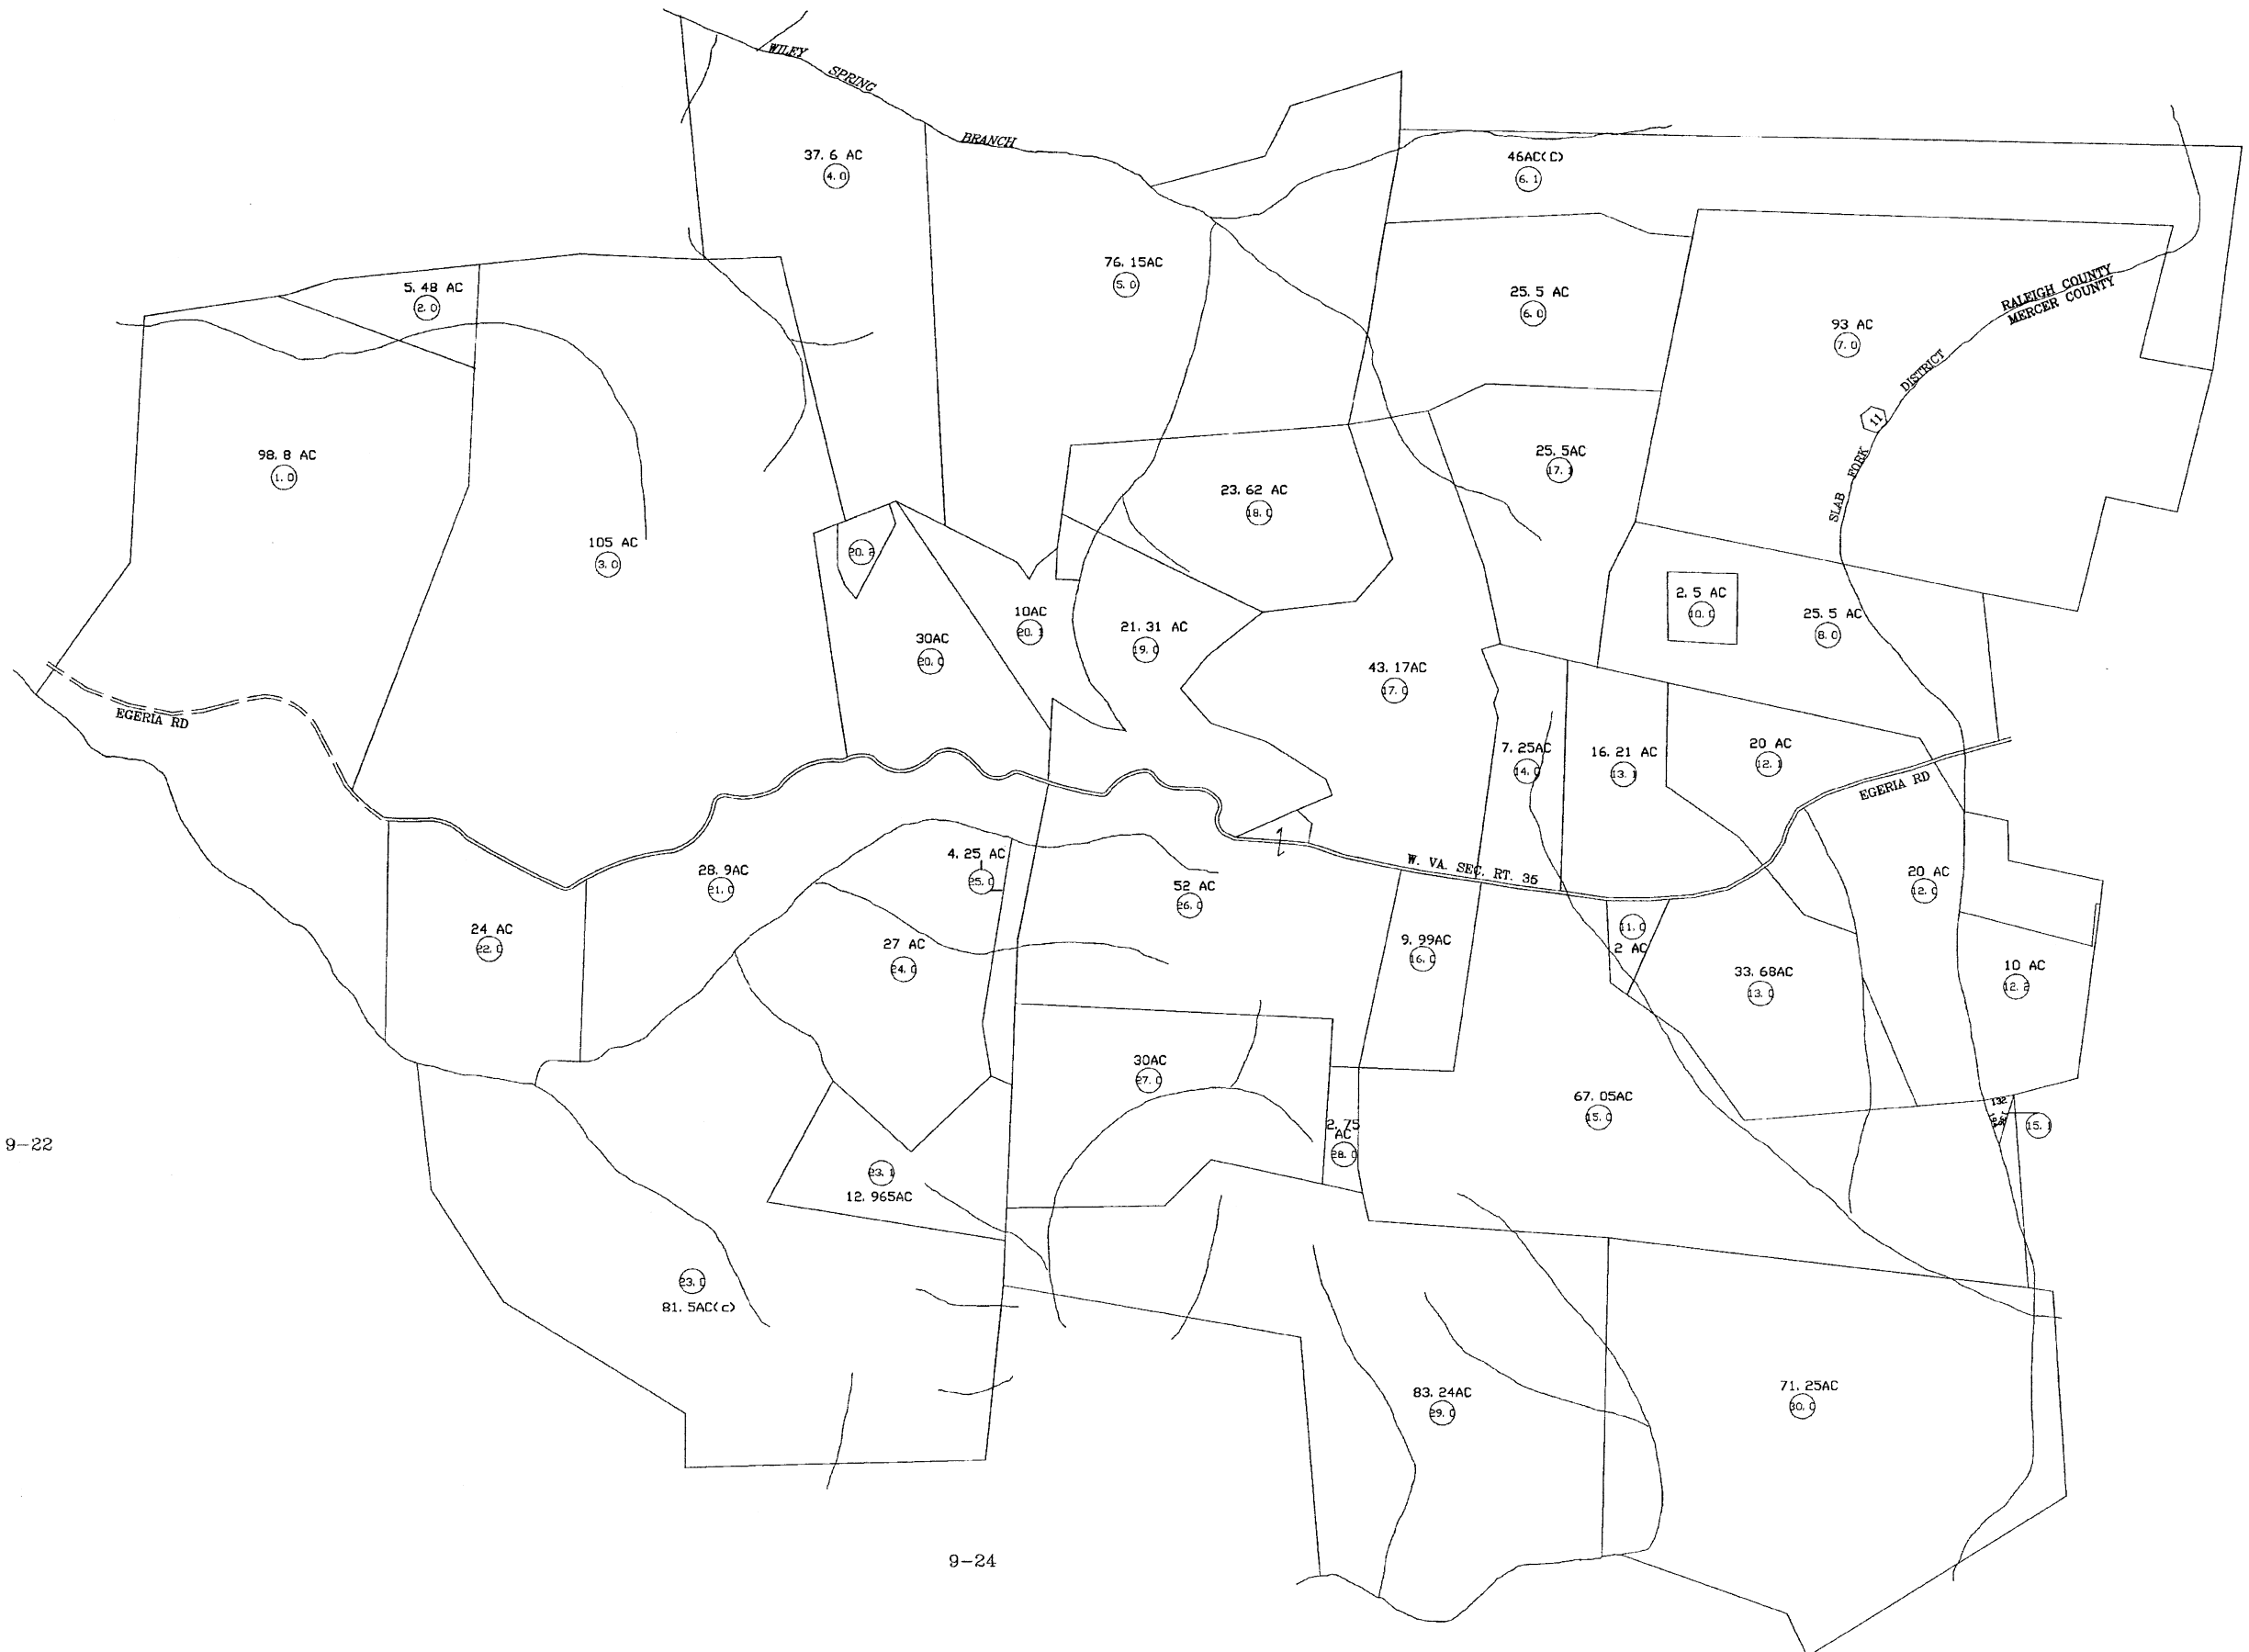 WILEY
SPRING
BRANCH
37. 6 AC
4. 0
46AC(C)
6. 1
76. 15AC
5. 0
5. 48 AC
2. 0
25. 5 AC
6. 0
93 AC
7. 0
RALEIGH COUNTY
MERCER COUNTY
SLAB FORK DISTRICT
11
98. 8 AC
1. 0
25. 5AC
17. 1
23. 62 AC
18. 0
105 AC
3. 0
20. 2
2. 5 AC
10. 0
25. 5 AC
8. 0
30AC
20. 0
10AC
20. 1
21. 31 AC
19. 0
43. 17AC
17. 0
EGERIA RD
7. 25AC
14. 0
16. 21 AC
13. 1
20 AC
12. 1
EGERIA RD
28. 9AC
21. 0
4. 25 AC
25. 0
52 AC
26. 0
W. VA. SEC. RT. 35
20 AC
12. 0
24 AC
22. 0
27 AC
24. 0
9. 99AC
16. 0
11. 0
2 AC
33. 68AC
13. 0
10 AC
12. 2
30AC
27. 0
67. 05AC
15. 0
2. 75
AC
28. 0
132
15. 1
9-22
23. 1
12. 965AC
23. 0
81. 5AC(c)
83. 24AC
29. 0
71. 25AC
30. 0
9-24